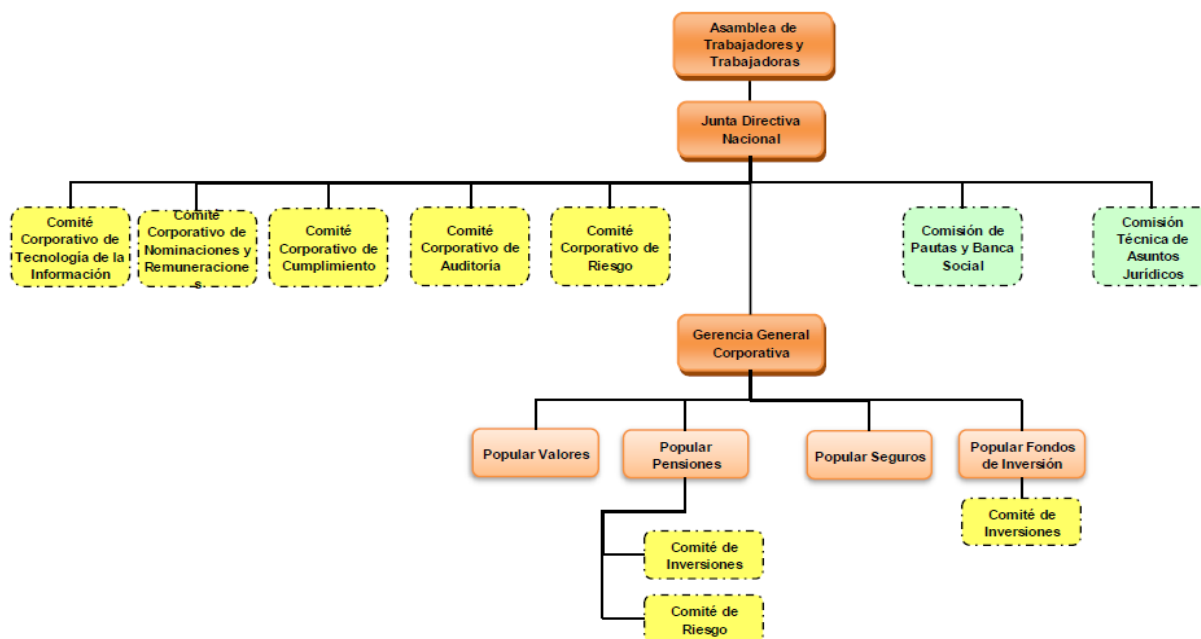 Asamblea de
Trabajadores y
Trabajadoras
Junta Directiva
Nacional
Comité
Corporativo de
Tecnología de la
Información
Comité
Corporativo de
Nominaciones y
Remuneracione
s
Comité
Corporativo de
Cumplimiento
Comité
Corporativo de
Auditoría
Comité
Corporativo de
Riesgo
Comisión de
Pautas y Banca
Social
Comisión
Técnica de
Asuntos
Jurídicos
Gerencia General
Corporativa
Popular Valores
Popular
Pensiones
Popular Seguros
Popular Fondos
de Inversión
Comité de
Inversiones
Comité de
Inversiones
Comité de
Riesgo